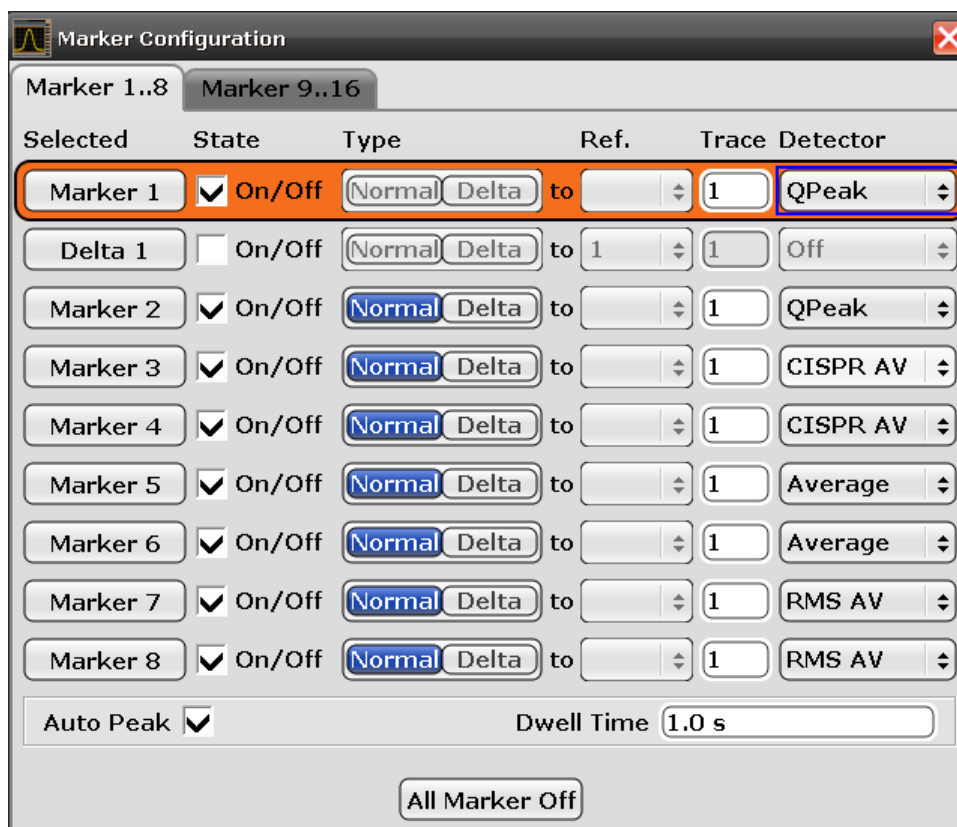 Marker Configuration
Marker 1..8 Marker 9..16
Selected State Type Ref. Trace Detector
Marker 1 On/Off Normal Delta to 1 QPeak
Delta 1 On/Off Normal Delta to 1 1 Off
Marker 2 On/Off Normal Delta to 1 QPeak
Marker 3 On/Off Normal Delta to 1 CISPR AV
Marker 4 On/Off Normal Delta to 1 CISPR AV
Marker 5 On/Off Normal Delta to 1 Average
Marker 6 On/Off Normal Delta to 1 Average
Marker 7 On/Off Normal Delta to 1 RMS AV
Marker 8 On/Off Normal Delta to 1 RMS AV
Auto Peak Dwell Time 1.0 s
All Marker Off